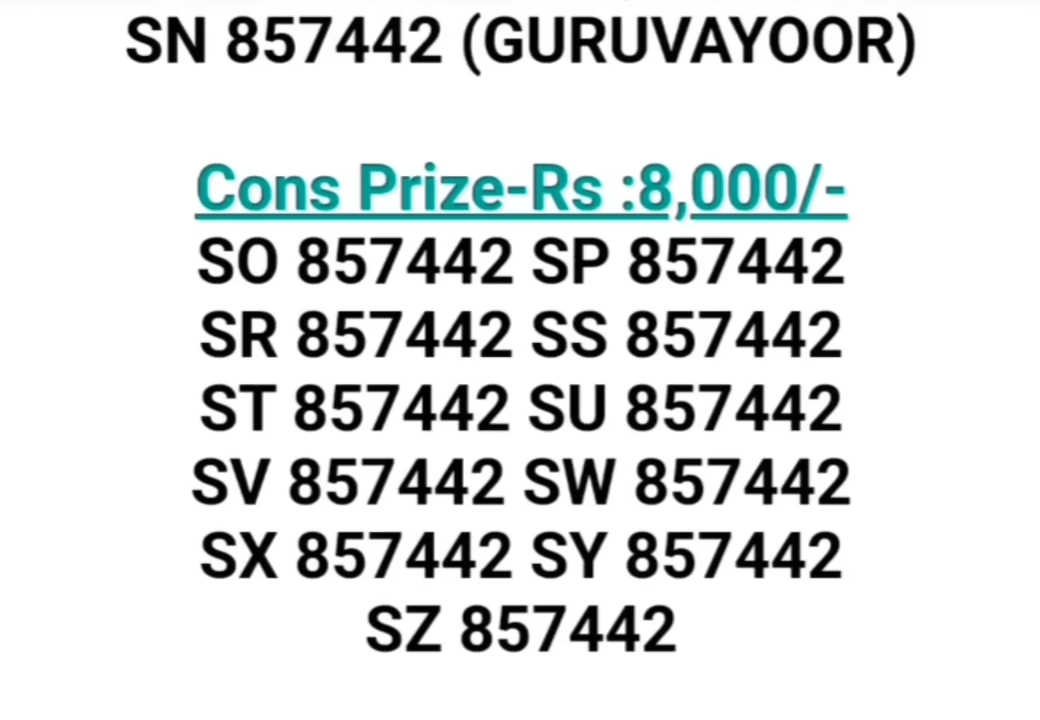 SN 857442 (GURUVAYOOR)
Cons Prize-Rs :8,000/-
SO 857442 SP 857442
SR 857442 SS 857442
ST 857442 SU 857442
SV 857442 SW 857442
SX 857442 SY 857442
SZ 857442